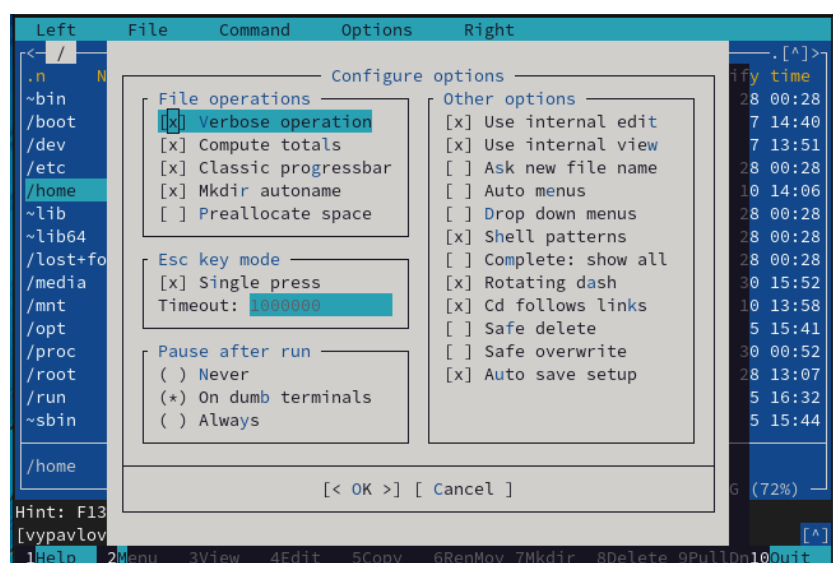 Left File Command Options Right
<─ / .[^]>
.n N Configure options ify time
~bin File operations Other options 28 00:28
/boot [x] Verbose operation [x] Use internal edit 7 14:40
/dev [x] Compute totals [x] Use internal view 7 13:51
/etc [x] Classic progressbar [ ] Ask new file name 28 00:28
/home [x] Mkdir autoname [ ] Auto menus 10 14:06
~lib [ ] Preallocate space [ ] Drop down menus 28 00:28
~lib64 [x] Shell patterns 28 00:28
/lost+fo Esc key mode [ ] Complete: show all 28 00:28
/media [x] Single press [x] Rotating dash 30 15:52
/mnt Timeout: 1000000 [x] Cd follows links 10 13:58
/opt [ ] Safe delete 5 15:41
/proc Pause after run [ ] Safe overwrite 30 00:52
/root ( ) Never [x] Auto save setup 28 13:07
/run (*) On dumb terminals 5 16:32
~sbin ( ) Always 5 15:44
/home [< OK >] [ Cancel ] G (72%)
Hint: F13
[vypavlov [^]
1Help 2Menu 3View 4Edit 5Copy 6RenMov 7Mkdir 8Delete 9PullDn 10Quit